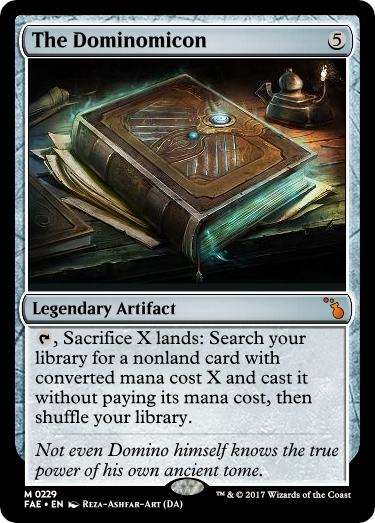 The Dominomicon 5
Legendary Artifact
, Sacrifice X lands: Search your
library for a nonland card with
converted mana cost X and cast it
without paying its mana cost, then
shuffle your library.
Not even Domino himself knows the true
power of his own ancient tome.
M 0229
FAE • EN REZA-ASHFAR-ART (DA)
™ & © 2017 Wizards of the Coast